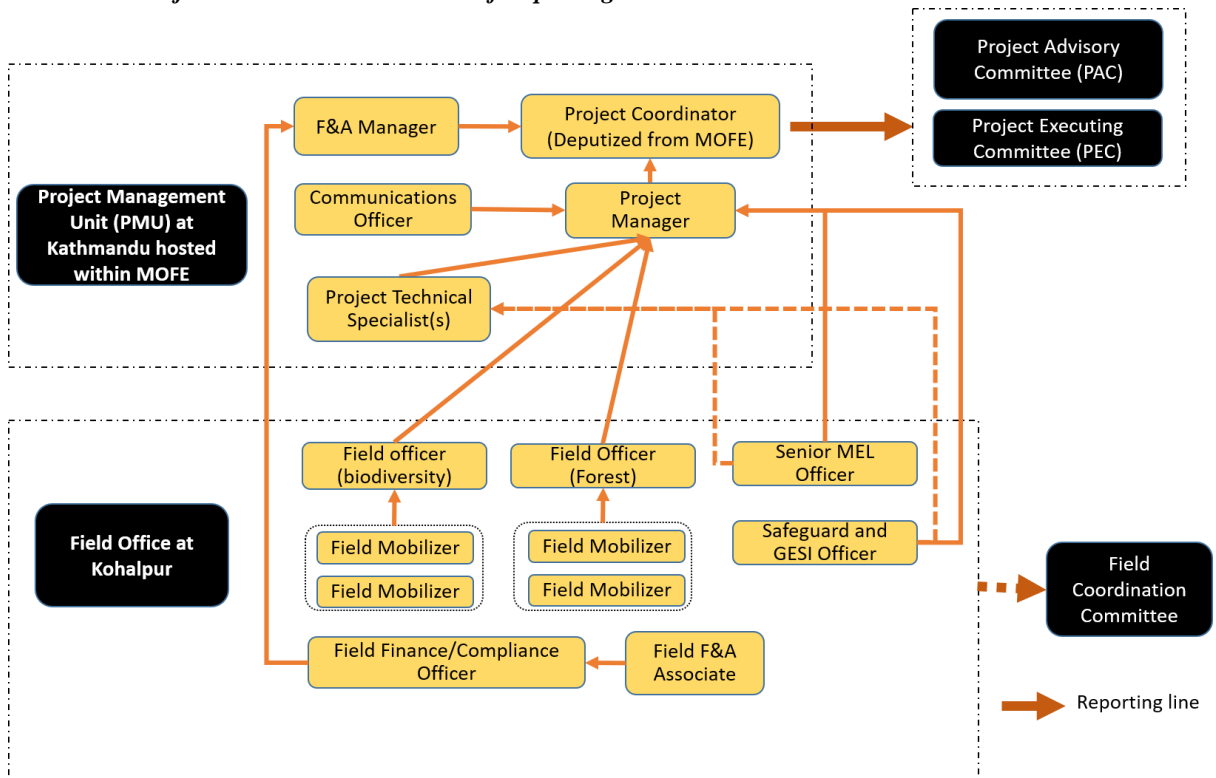 Project Advisory
Committee (PAC)
Project Executing
Committee (PEC)
F&A Manager
Project Coordinator
(Deputized from MOFE)
Project Management
Unit (PMU) at
Kathmandu hosted
within MOFE
Communications
Officer
Project
Manager
Project Technical
Specialist(s)
Field officer
(biodiversity)
Field Officer
(Forest)
Senior MEL
Officer
Field Office at
Kohalpur
Field Mobilizer
Field Mobilizer
Field Mobilizer
Field Mobilizer
Safeguard and
GESI Officer
Field
Coordination
Committee
Field Finance/Compliance
Officer
Field F&A
Associate
Reporting line